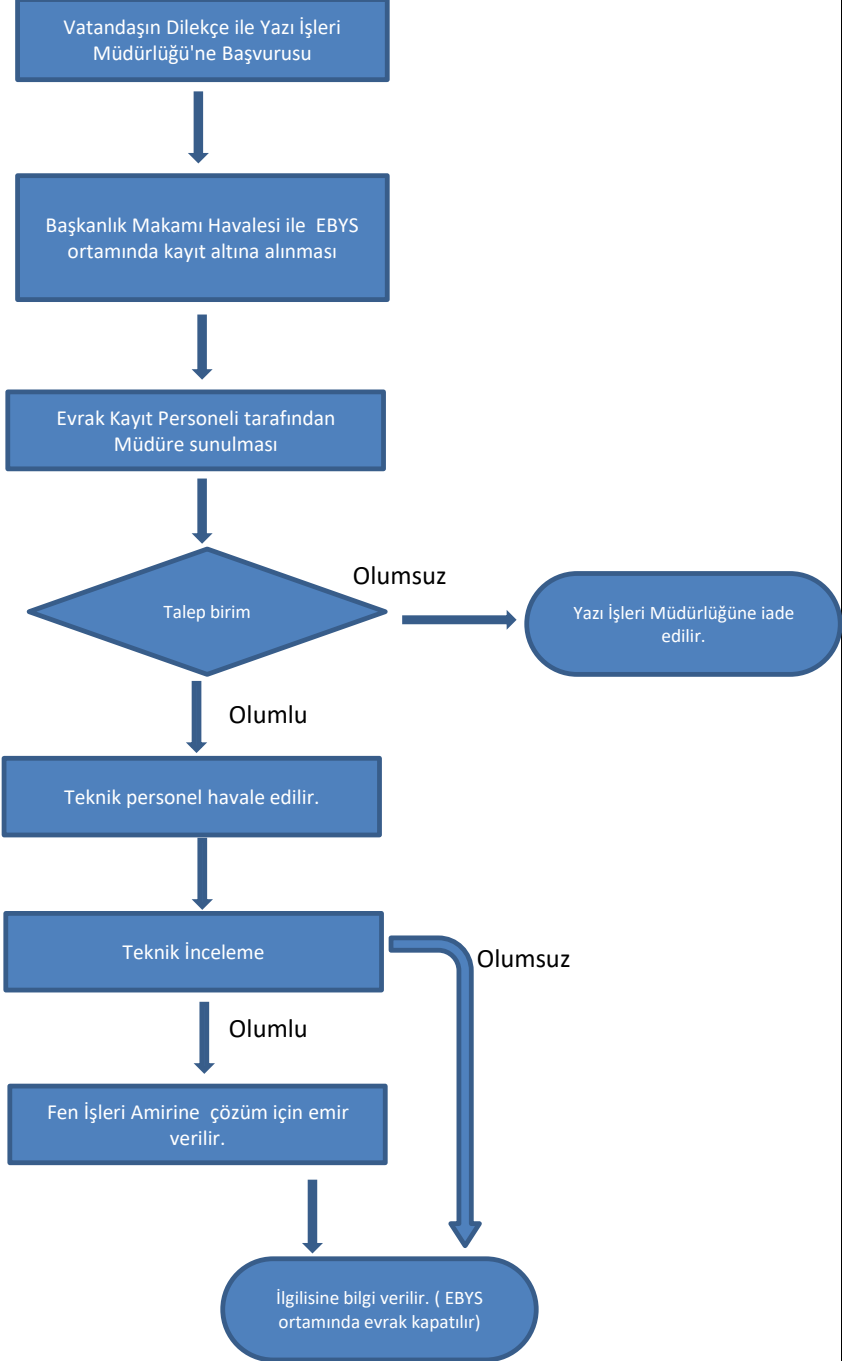 Vatandaşın Dilekçe ile Yazı İşleri
Müdürlüğü'ne Başvurusu
Başkanlık Makamı Havalesi ile EBYS
ortamında kayıt altına alınması
Evrak Kayıt Personeli tarafından
Müdüre sunulması
Talep birim
Olumsuz
Yazı İşleri Müdürlüğüne iade
edilir.
Olumlu
Teknik personel havale edilir.
Teknik İnceleme
Olumsuz
Olumlu
Fen İşleri Amirine çözüm için emir
verilir.
İlgilisine bilgi verilir. ( EBYS
ortamında evrak kapatılır)